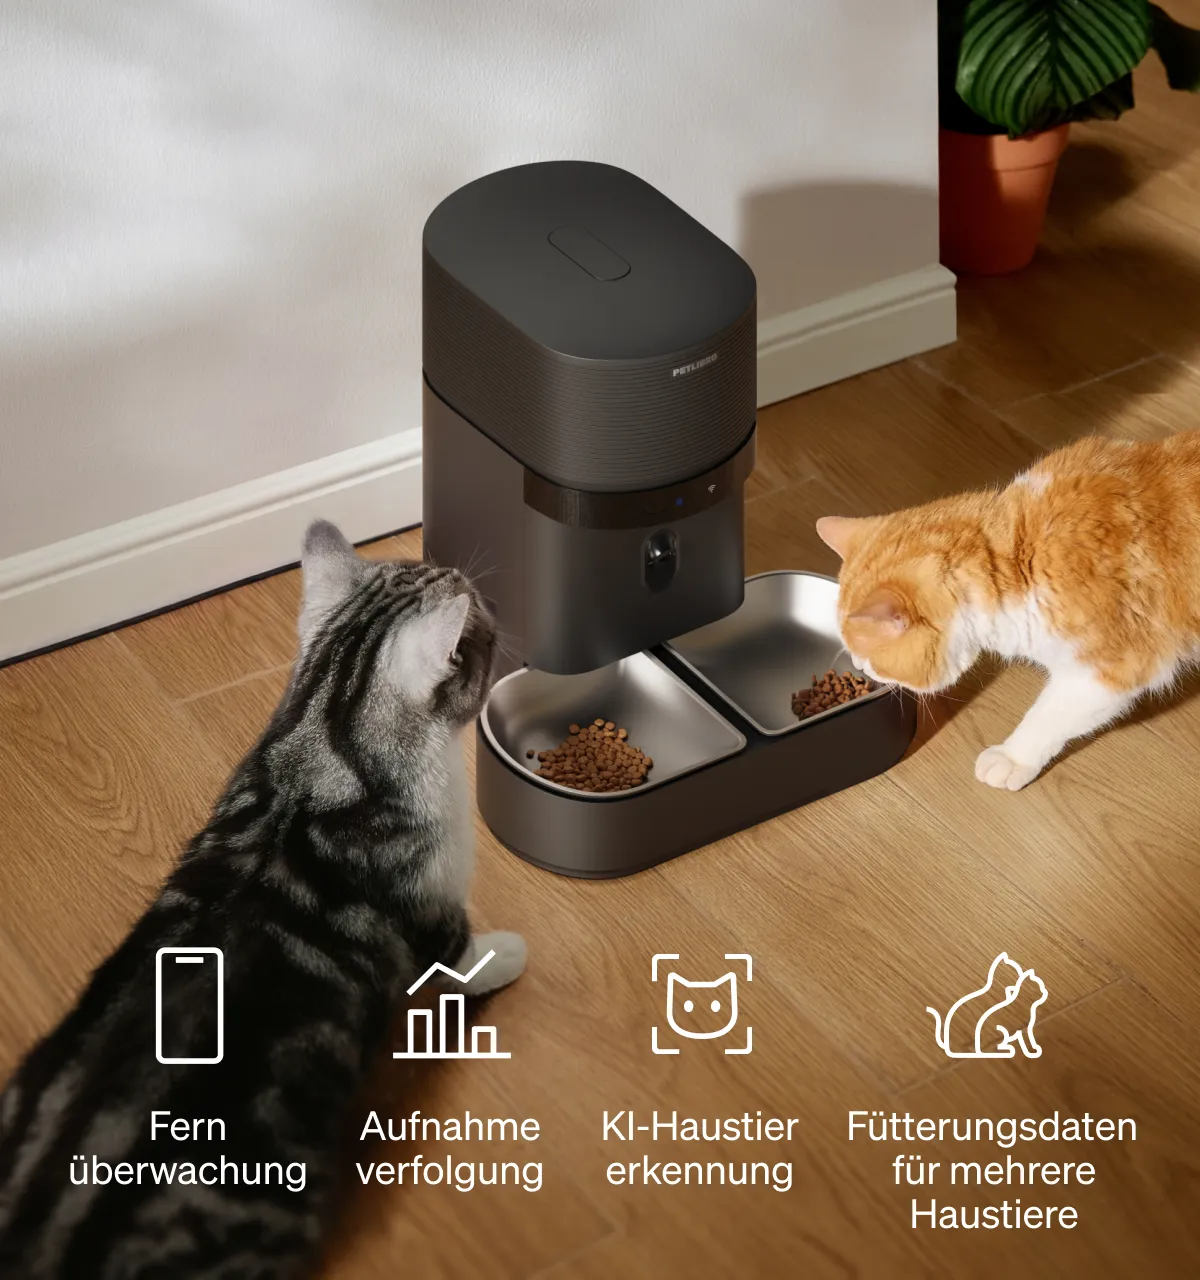 PETLIBRO
Fern
überwachung
Aufnahme
verfolgung
KI-Haustier
erkennung
Fütterungsdaten
für mehrere
Haustiere